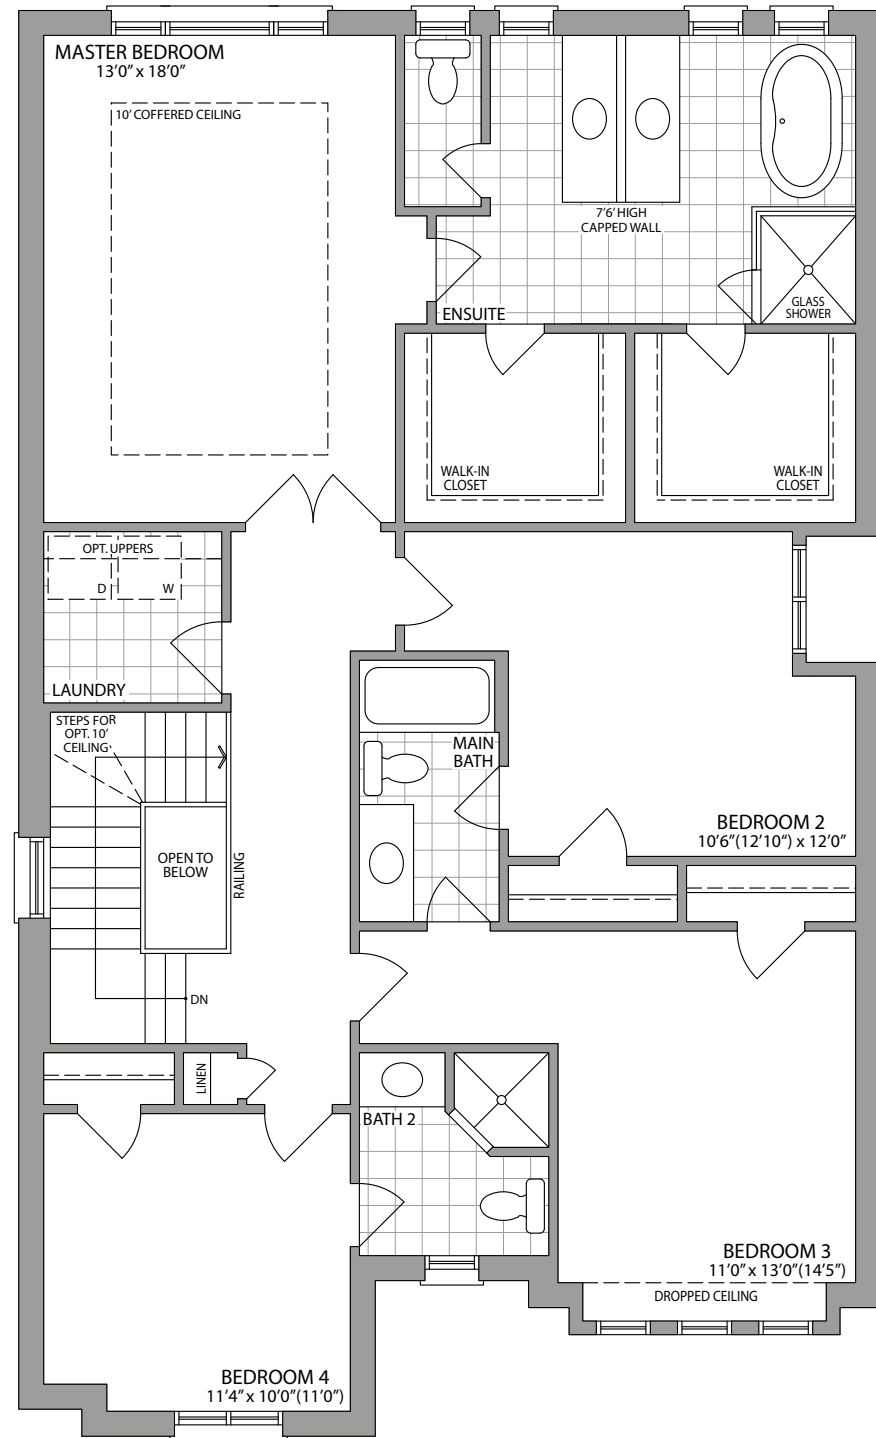 MASTER BEDROOM
13'0" x 18'0"
10' COFFERED CEILING
7'6' HIGH
CAPPED WALL
ENSUITE
GLASS
SHOWER
WALK-IN
CLOSET
WALK-IN
CLOSET
OPT. UPPERS
D
W
LAUNDRY
STEPS FOR
OPT. 10'
CEILING
MAIN
BATH
BEDROOM 2
10'6"(12'10") x 12'0"
OPEN TO
BELOW
RAILING
DN
LINEN
BATH 2
BEDROOM 3
11'0" x 13'0"(14'5")
DROPPED CEILING
BEDROOM 4
11'4" x 10'0"(11'0")